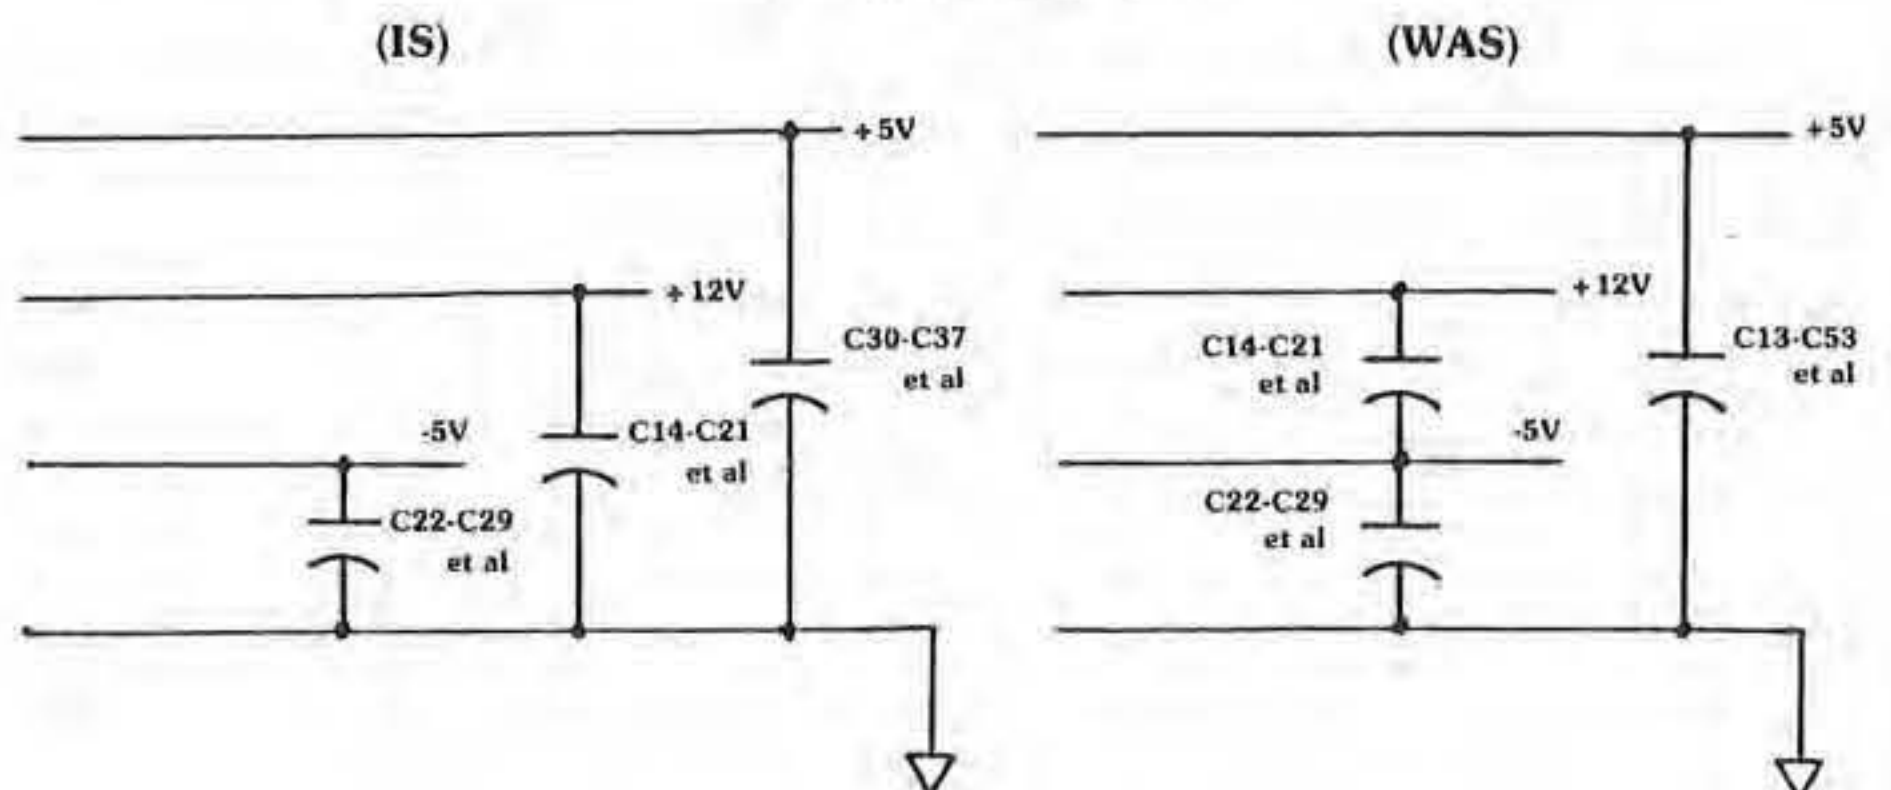 (IS)
+5V
+12V
C30-C37
et al
-5V
C14-C21
et al
C22-C29
et al
(WAS)
+5V
+12V
C14-C21
et al
C13-C53
et al
-5V
C22-C29
et al